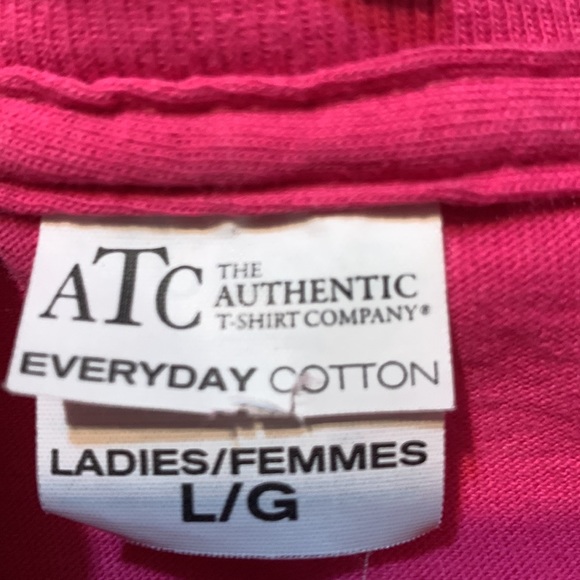 ATC THE
AUTHENTIC
T-SHIRT COMPANY®
EVERYDAY COTTON
LADIES/FEMMES
L/G